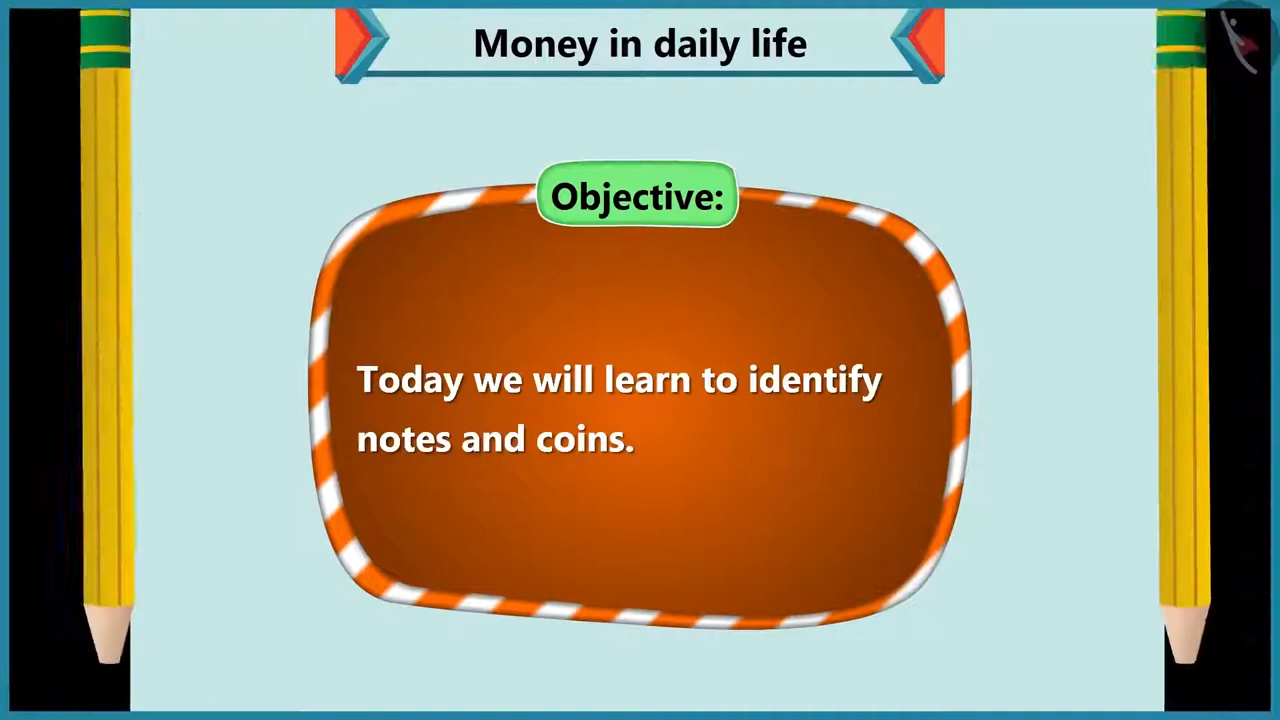 Money in daily life
Objective:
Today we will learn to identify
notes and coins.